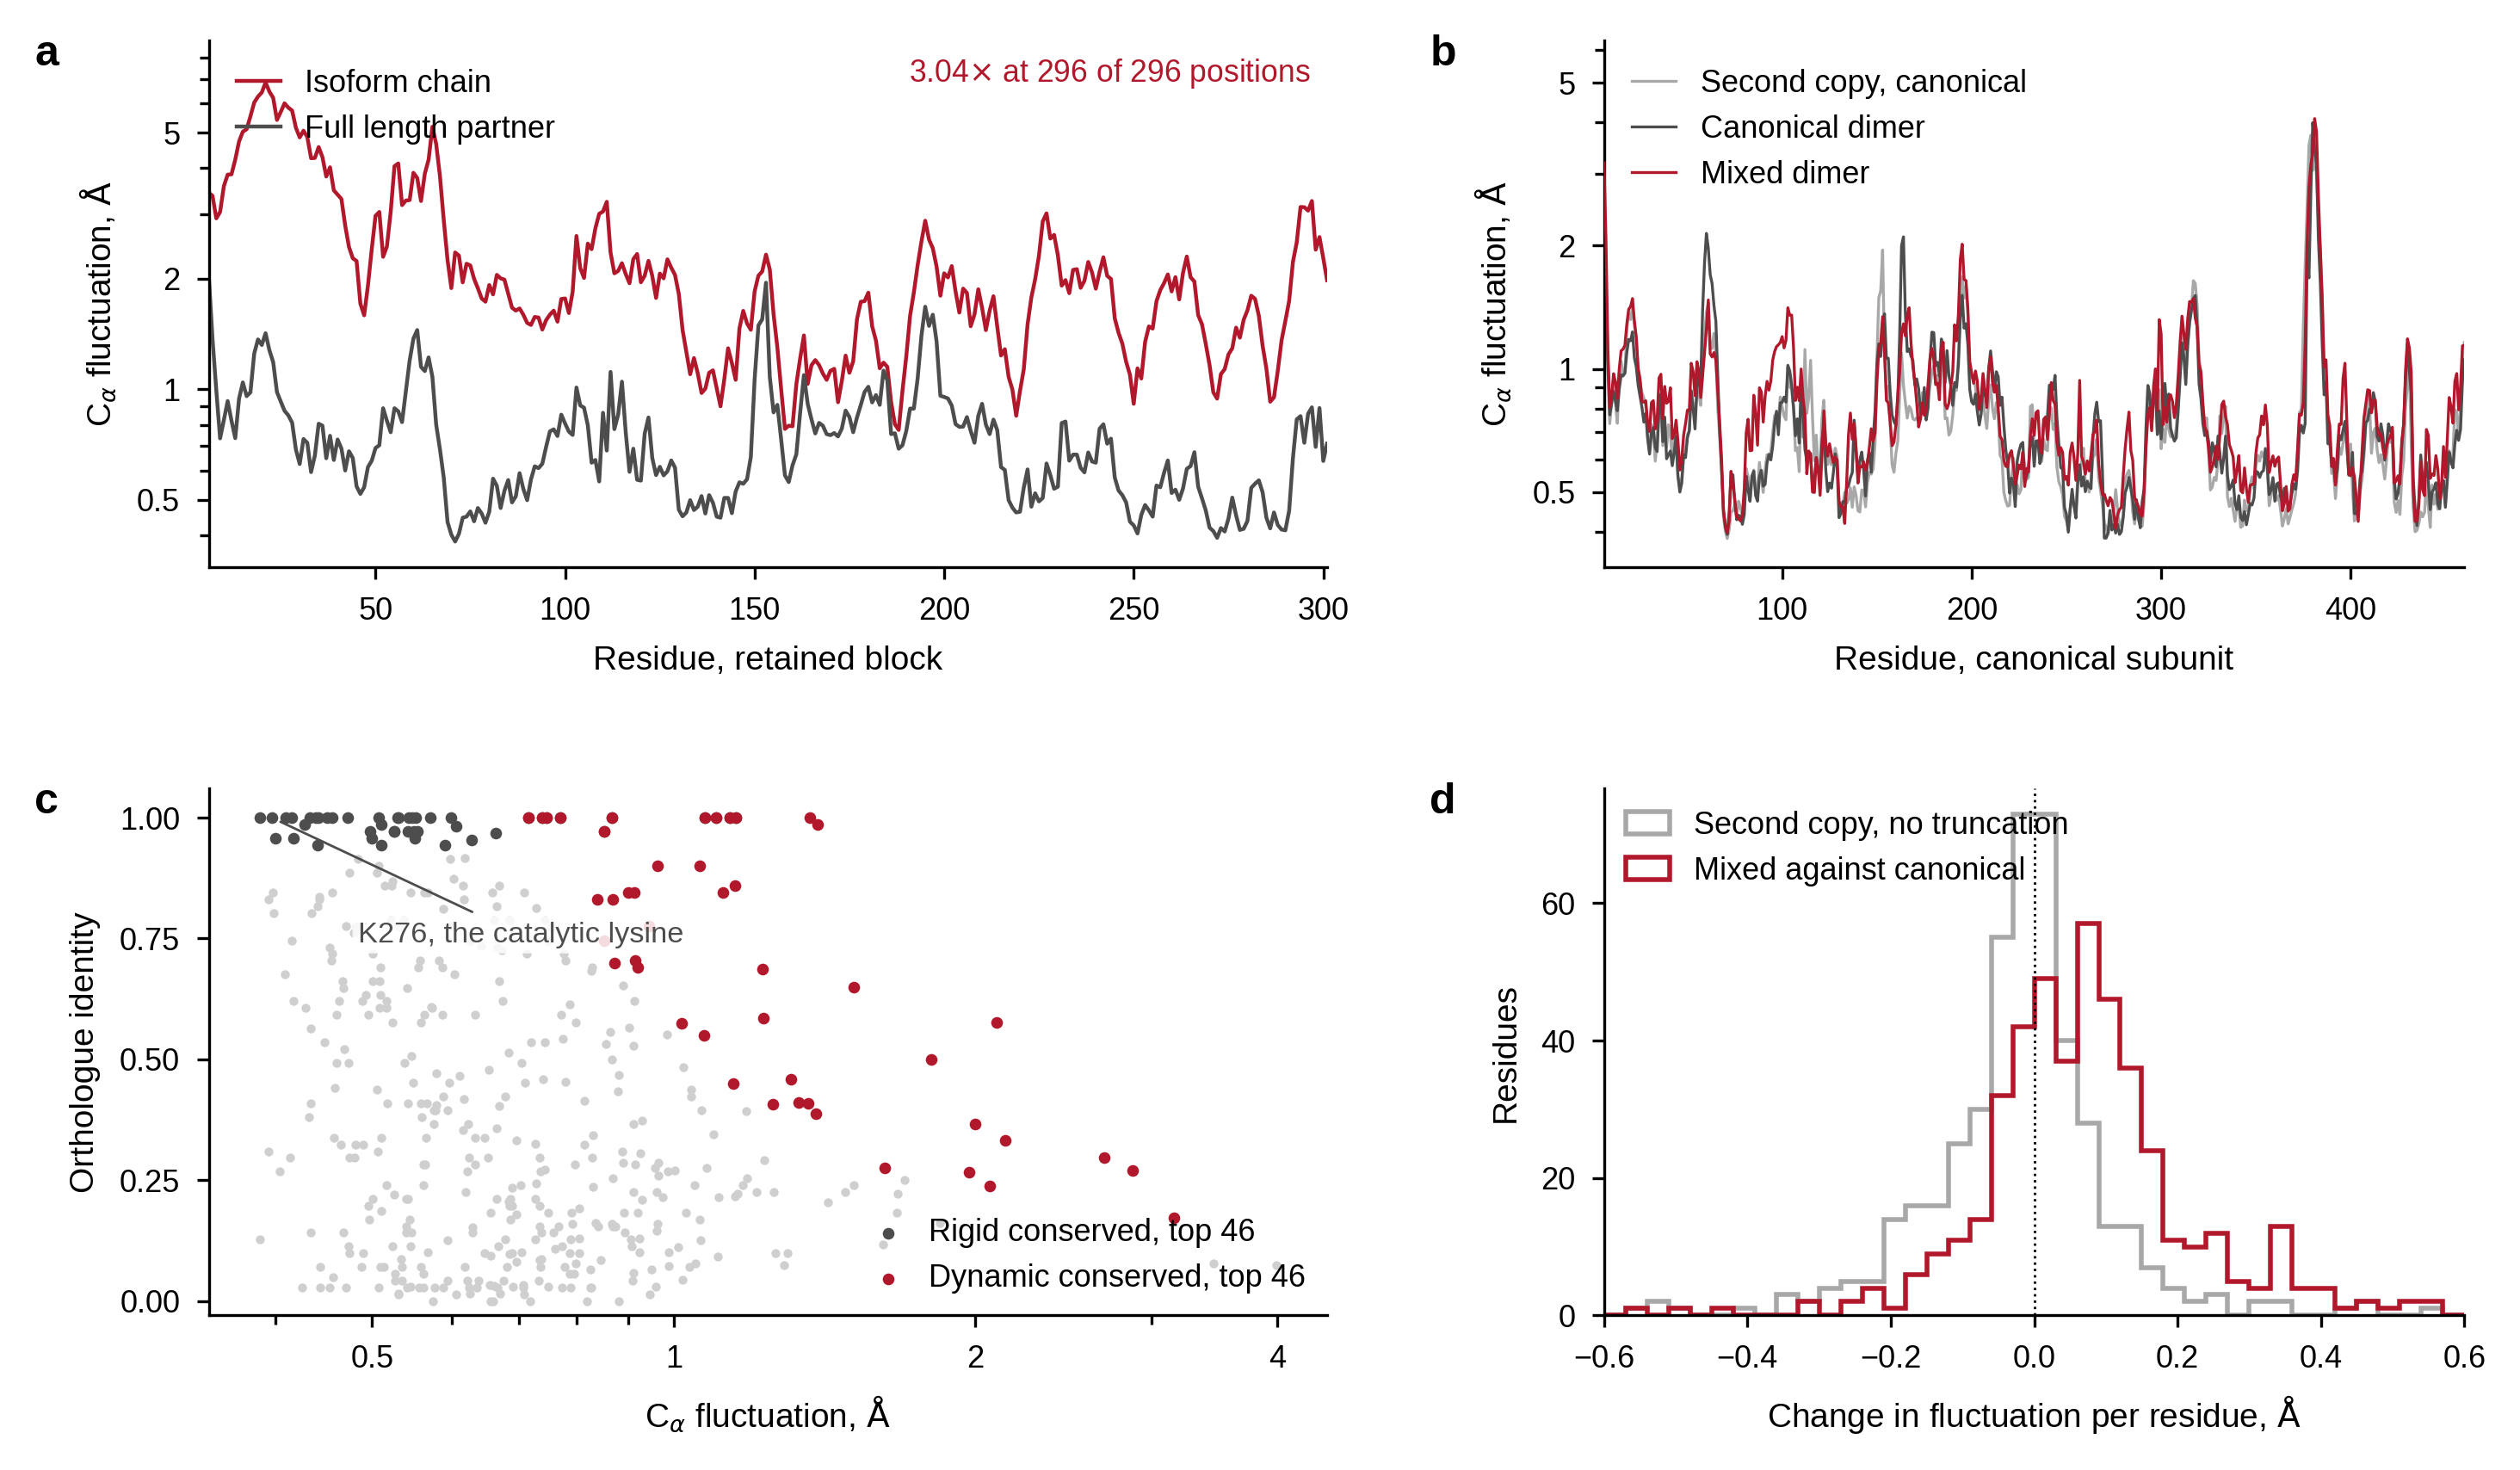 a
Isoform chain
Full length partner
3.04× at 296 of 296 positions
5
2
1
0.5
Cα fluctuation, Å
50
100
150
200
250
300
Residue, retained block
b
Second copy, canonical
Canonical dimer
Mixed dimer
5
2
1
0.5
Cα fluctuation, Å
100
200
300
400
Residue, canonical subunit
c
1.00
0.75
0.50
0.25
0.00
Orthologue identity
K276, the catalytic lysine
Rigid conserved, top 46
Dynamic conserved, top 46
0.5
1
2
4
Cα fluctuation, Å
d
Second copy, no truncation
Mixed against canonical
60
40
20
0
Residues
−0.6
−0.4
−0.2
0.0
0.2
0.4
0.6
Change in fluctuation per residue, Å